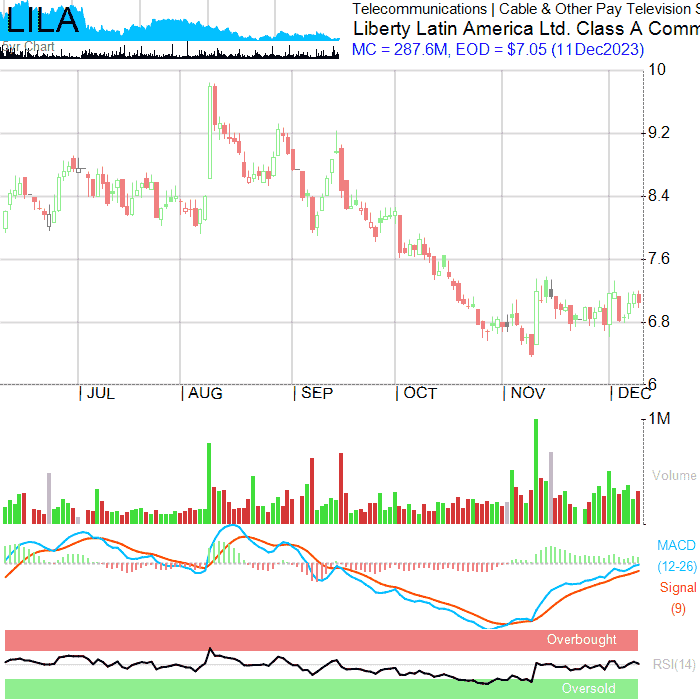 LILA
Our Chart
Telecommunications | Cable & Other Pay Television S
Liberty Latin America Ltd. Class A Comm
MC = 287.6M, EOD = $7.05 (11Dec2023)
10
9.2
8.4
7.6
6.8
6
| JUL
| AUG
| SEP
| OCT
| NOV
| DEC
1M
Volume
MACD
(12-26)
Signal
(9)
Overbought
RSI(14)
Oversold